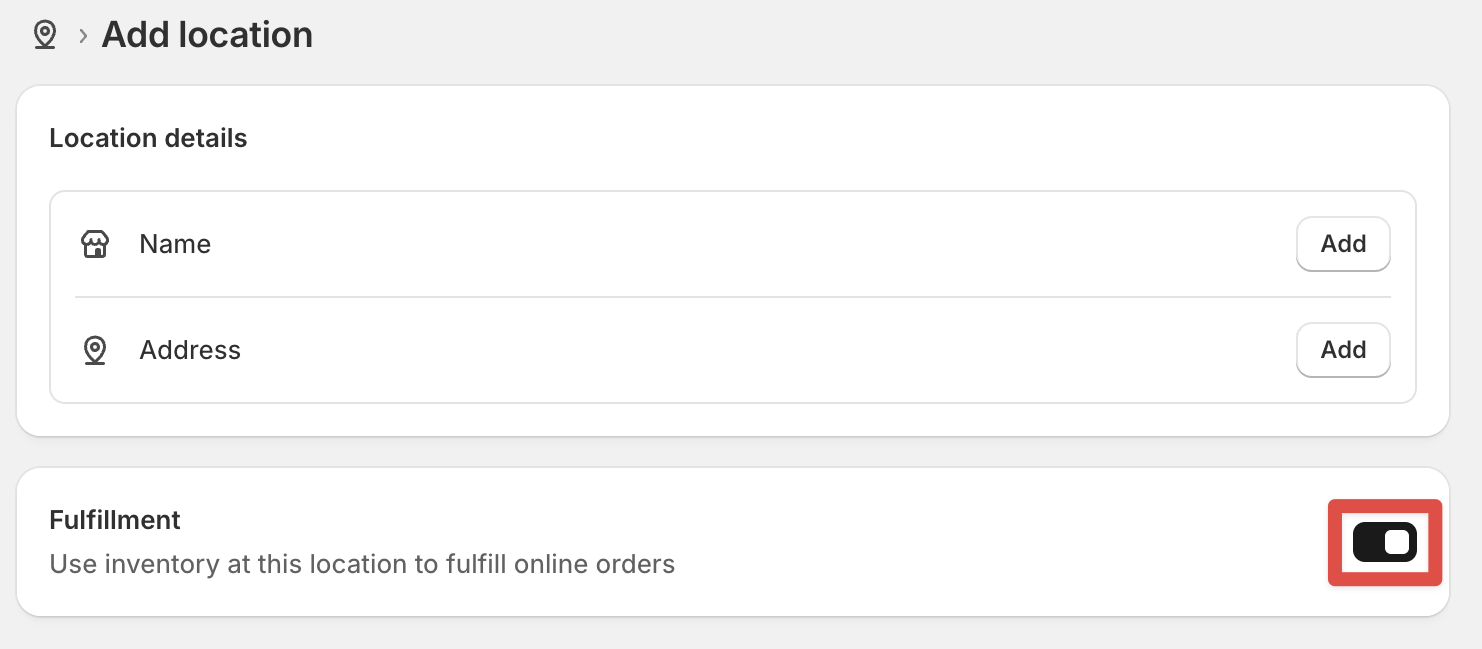 Add location
Location details
Name
Add
Address
Add
Fulfillment
Use inventory at this location to fulfill online orders